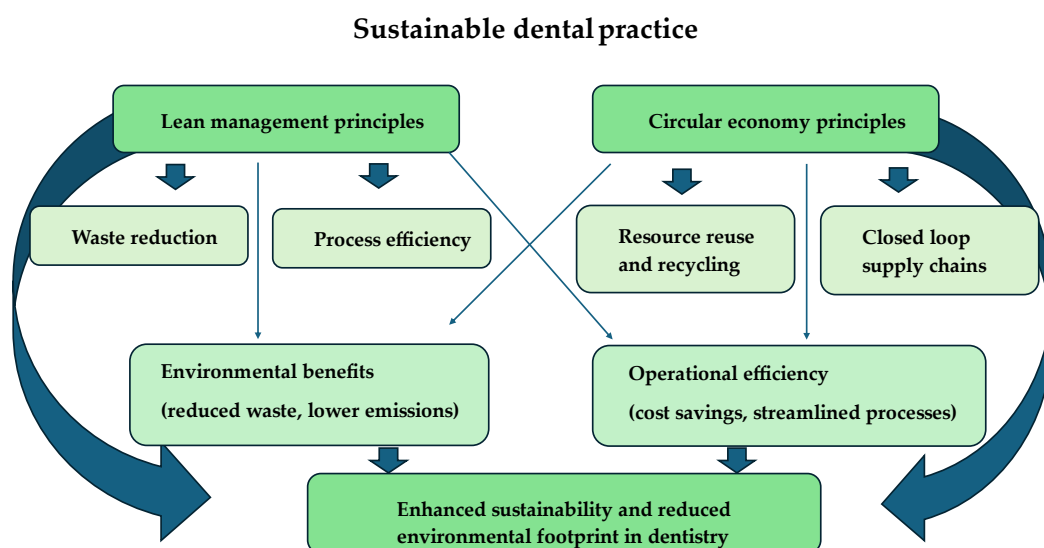 Sustainable dental practice
Lean management principles
Circular economy principles
Waste reduction
Process efficiency
Resource reuse
and recycling
Closed loop
supply chains
Environmental benefits
(reduced waste, lower emissions)
Operational efficiency
(cost savings, streamlined processes)
Enhanced sustainability and reduced
environmental footprint in dentistry